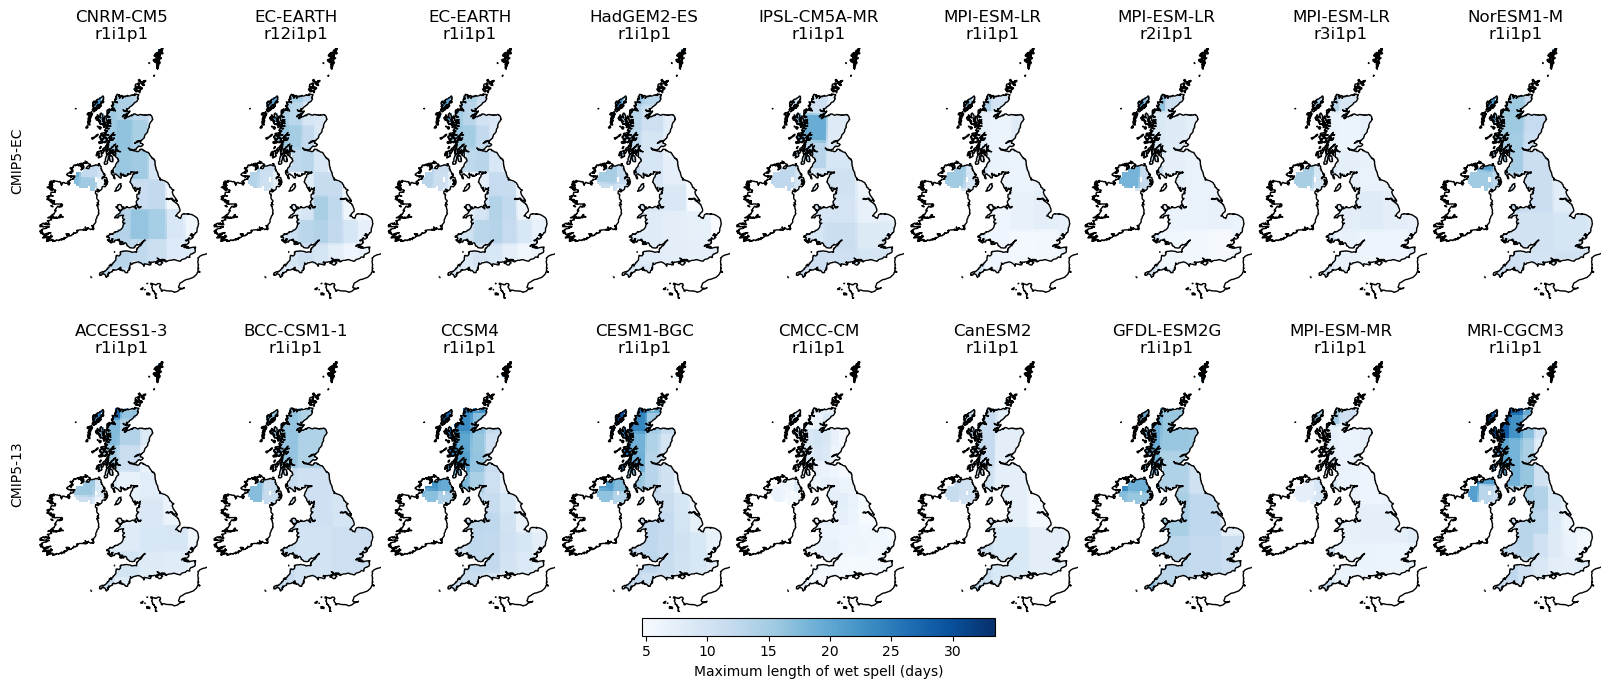 CNRM-CM5
r1i1p1
EC-EARTH
r12i1p1
EC-EARTH
r1i1p1
HadGEM2-ES
r1i1p1
IPSL-CM5A-MR
r1i1p1
MPI-ESM-LR
r1i1p1
MPI-ESM-LR
r2i1p1
MPI-ESM-LR
r3i1p1
NorESM1-M
r1i1p1
CMIP5-EC
ACCESS1-3
r1i1p1
BCC-CSM1-1
r1i1p1
CCSM4
r1i1p1
CESM1-BGC
r1i1p1
CMCC-CM
r1i1p1
CanESM2
r1i1p1
GFDL-ESM2G
r1i1p1
MPI-ESM-MR
r1i1p1
MRI-CGCM3
r1i1p1
CMIP5-13
5 10 15 20 25 30
Maximum length of wet spell (days)